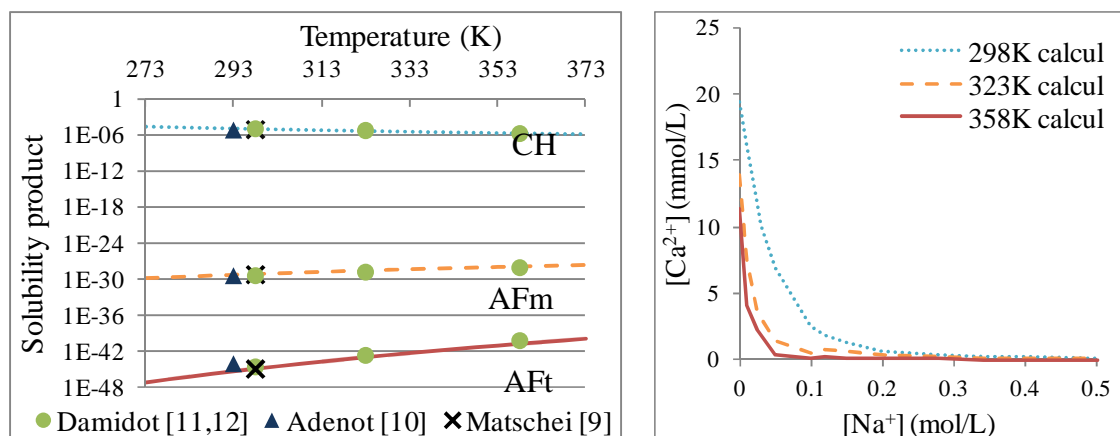 Temperature (K)
273 293 313 333 353 373
Solubility product
1
1E-06
1E-12
1E-18
1E-24
1E-30
1E-36
1E-42
1E-48
CH
AFm
AFt
Damidot [11,12] Adenot [10] Matschei [9]
[Ca²⁺] (mmol/L)
25
20
15
10
5
0
298K calcul
323K calcul
358K calcul
0 0.1 0.2 0.3 0.4 0.5
[Na⁺] (mol/L)